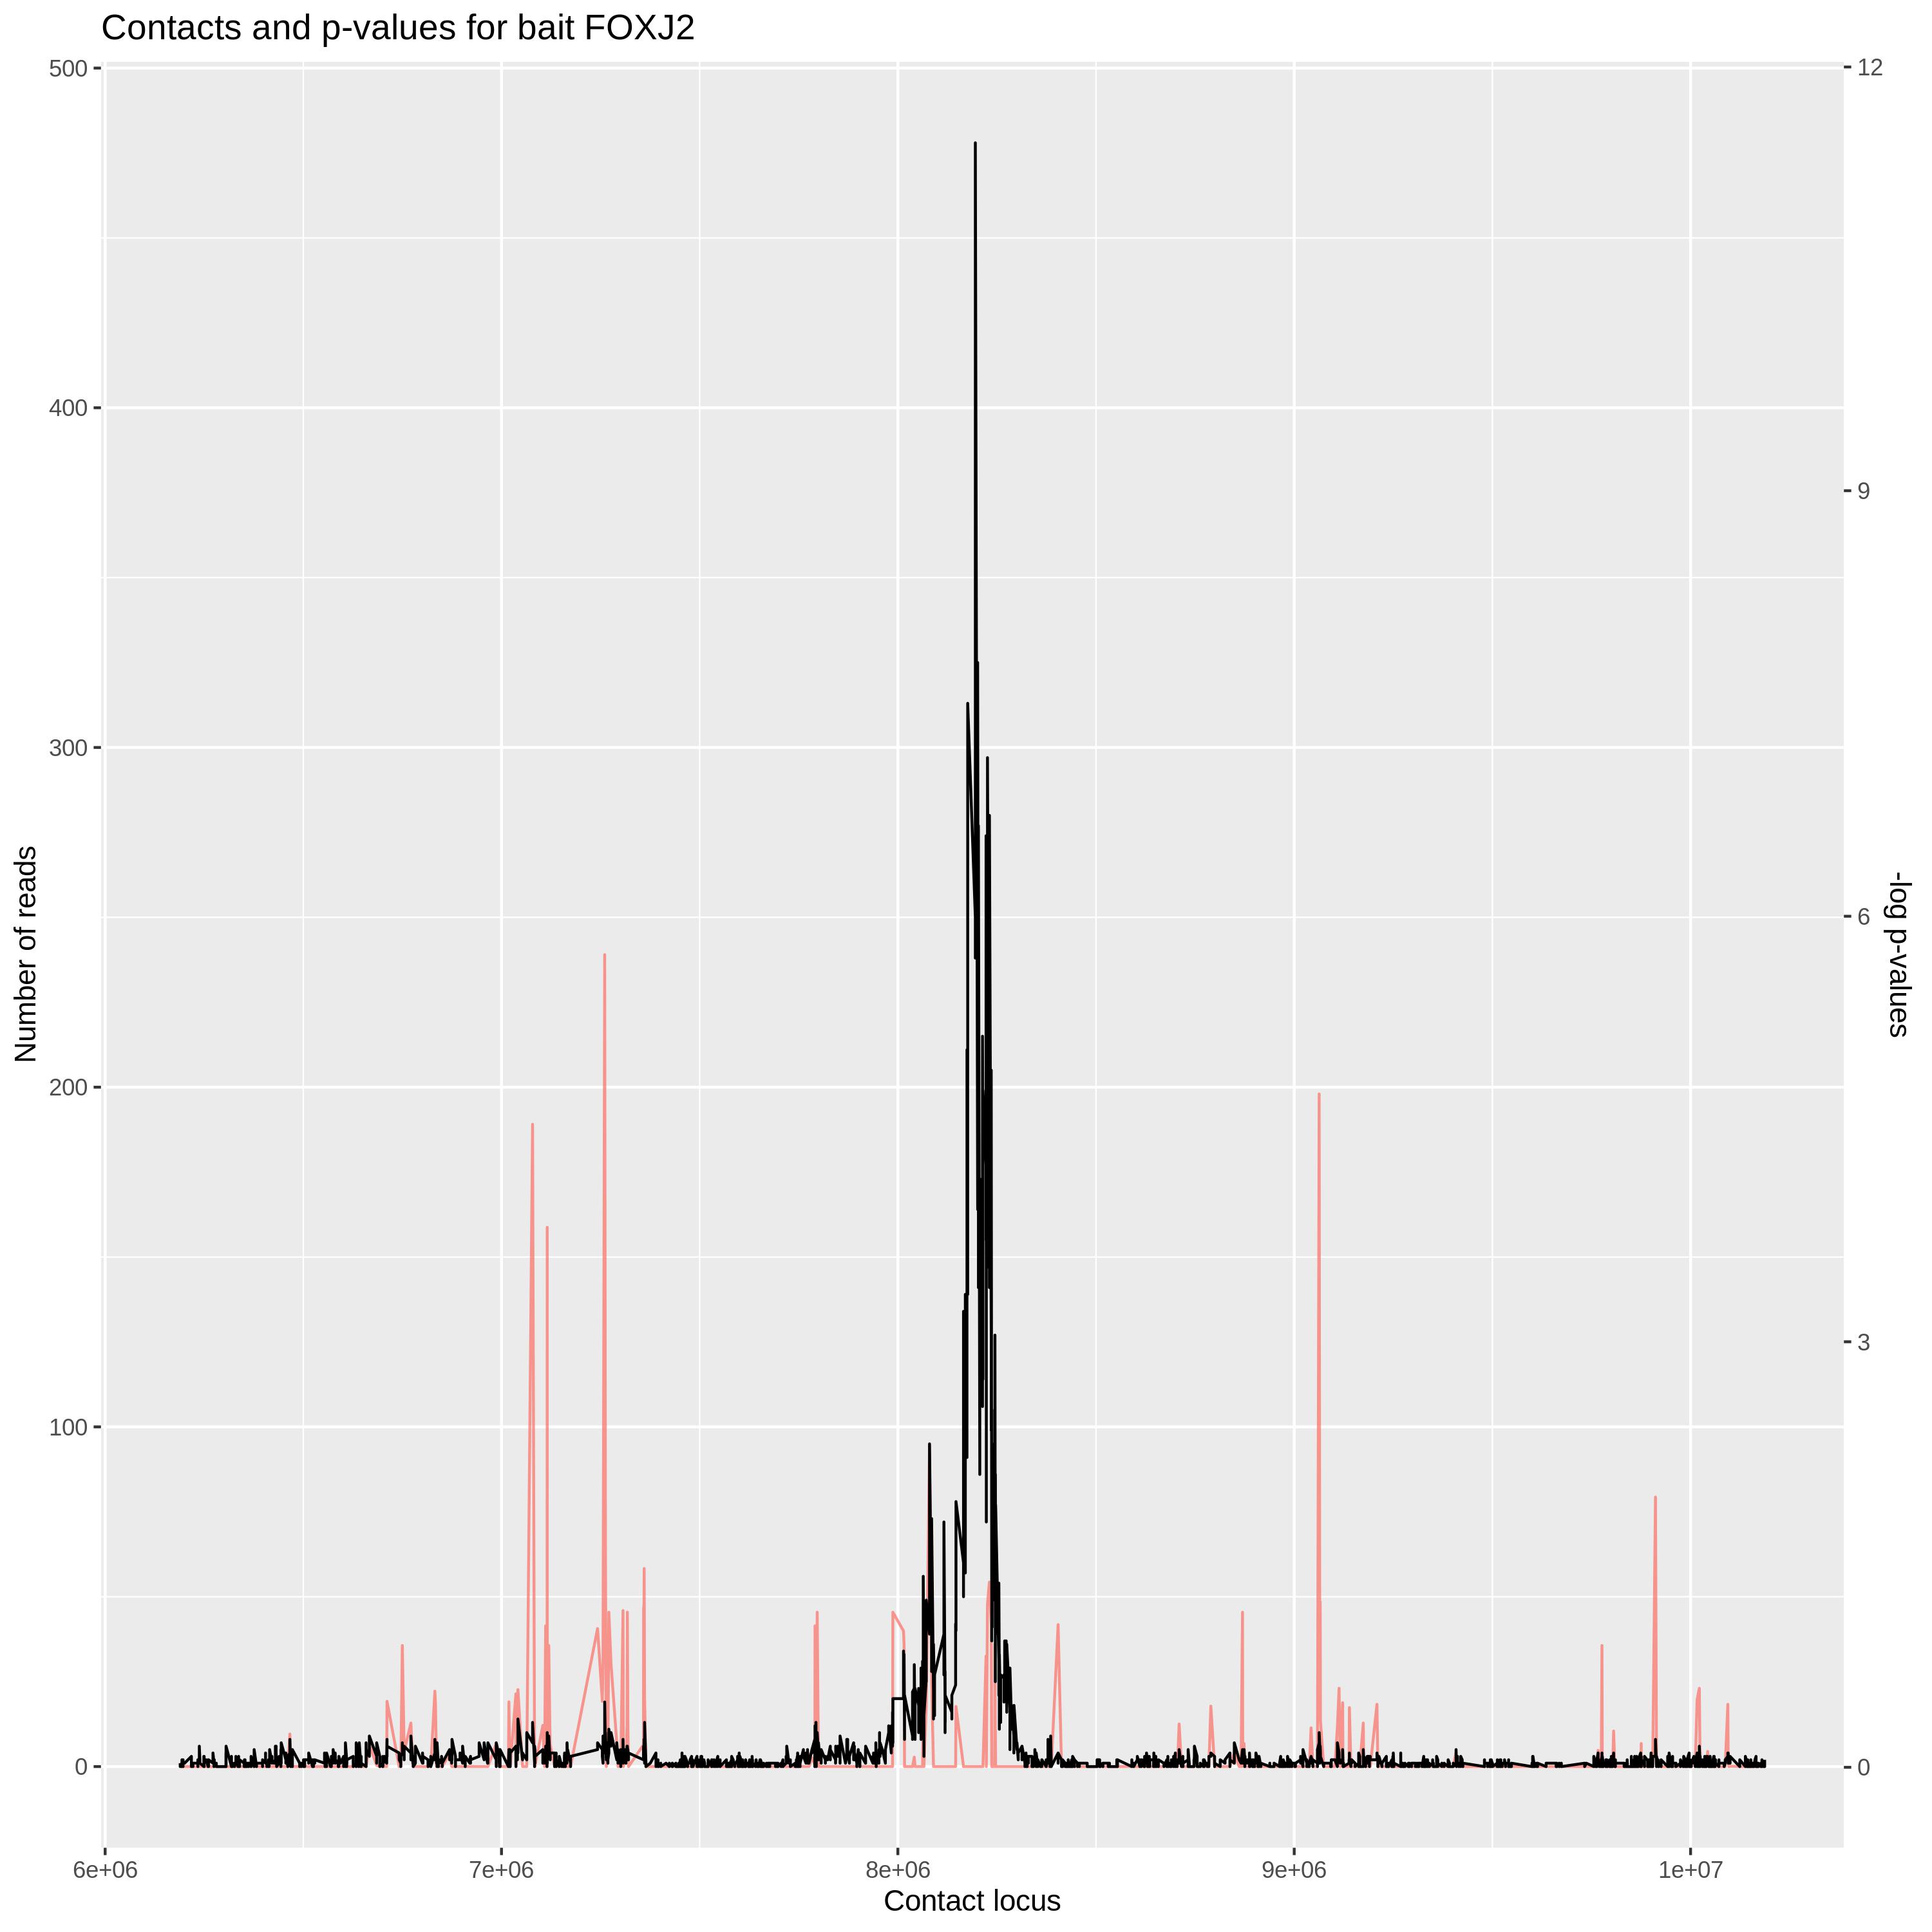 Contacts and p-values for bait FOXJ2
500
400
300
200
100
0
Number of reads
12
9
6
3
0
-log p-values
6e+06
7e+06
8e+06
9e+06
1e+07
Contact locus